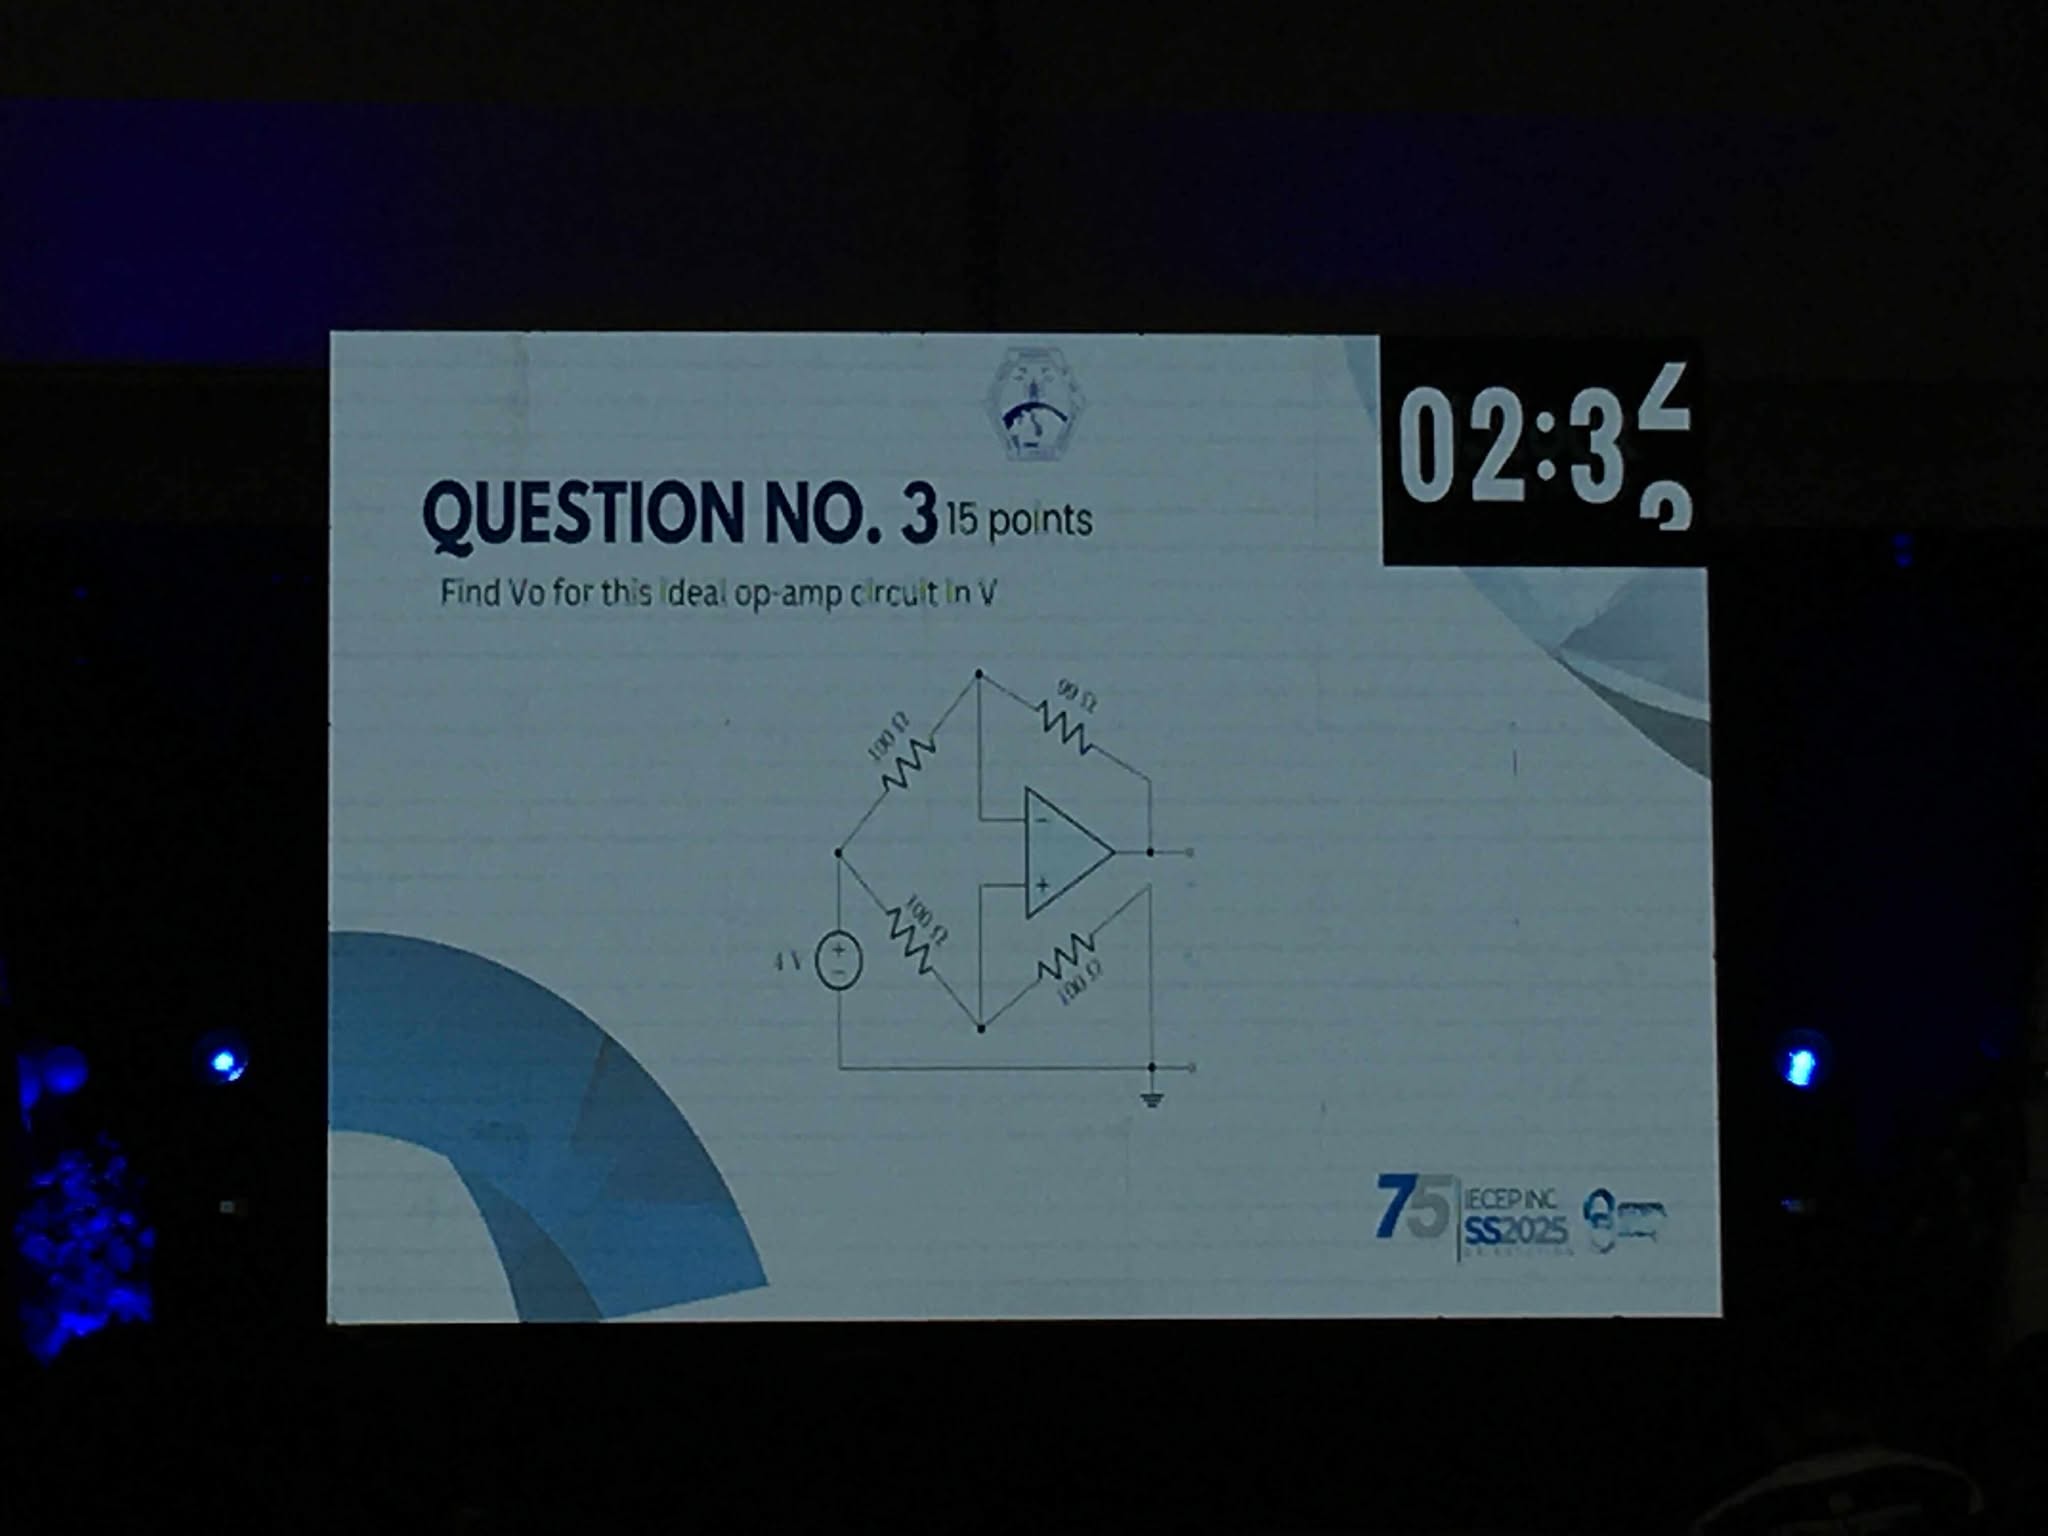 02:3
QUESTION NO. 3 15 points
Find Vo for this ideal op-amp circuit in V
99 Ω
100 Ω
−
+
100 Ω
4 V
+
−
100 Ω
75
IECEP INC
SS2025